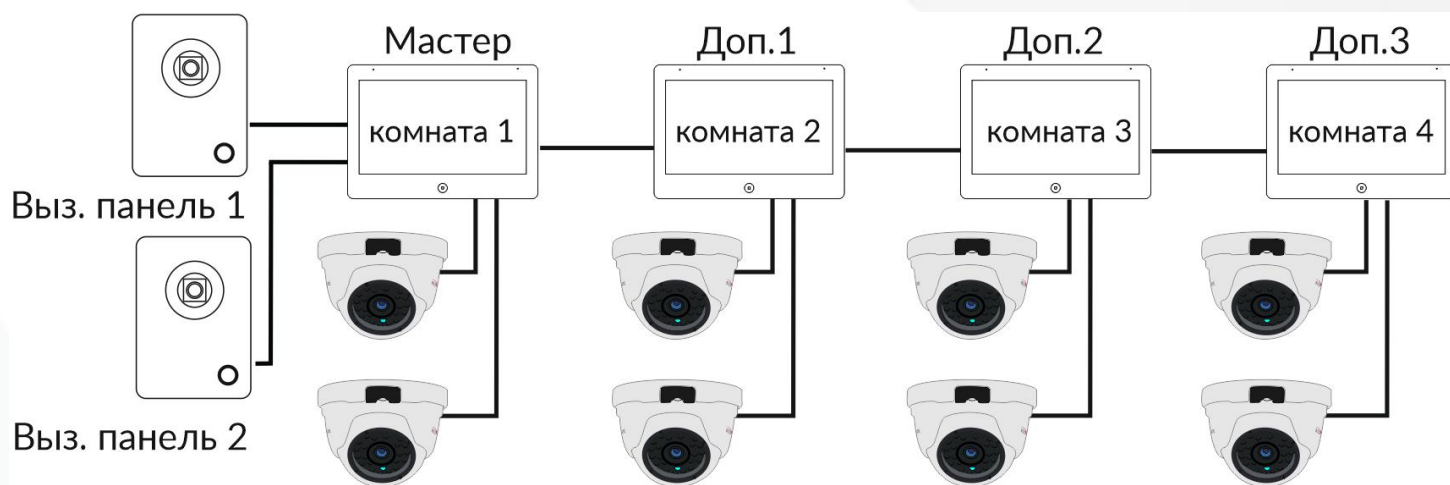 Мастер
Доп.1
Доп.2
Доп.3
комната 1
комната 2
комната 3
комната 4
Выз. панель 1
Выз. панель 2